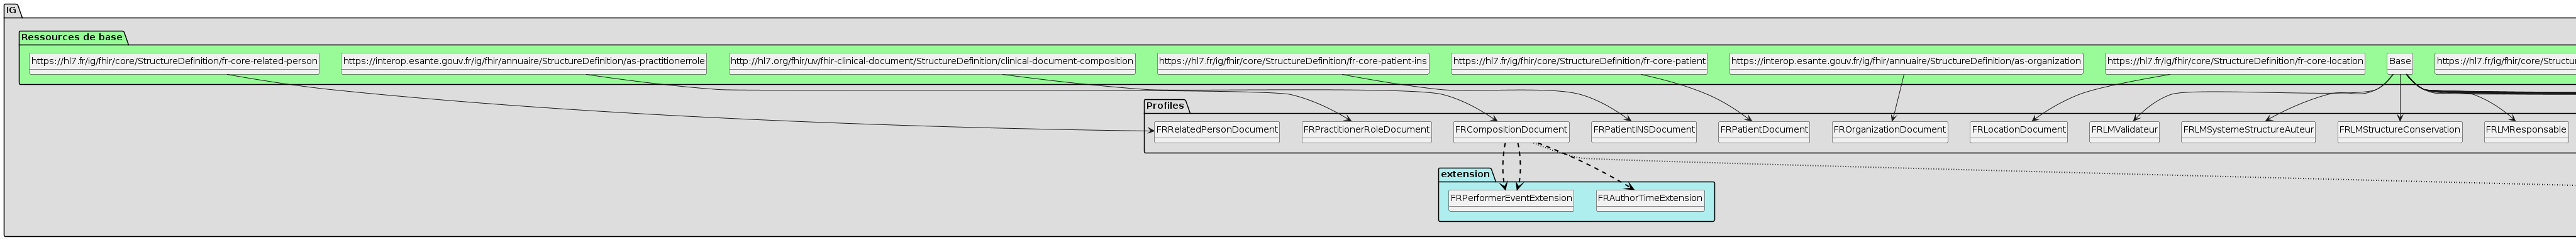 IG
Ressources de base
https://hl7.fr/ig/fhir/core/StructureDefinition/fr-core-related-person
https://interop.esante.gouv.fr/ig/fhir/annuaire/StructureDefinition/as-practitionerrole
http://hl7.org/fhir/uv/fhir-clinical-document/StructureDefinition/clinical-document-composition
https://hl7.fr/ig/fhir/core/StructureDefinition/fr-core-patient-ins
https://hl7.fr/ig/fhir/core/StructureDefinition/fr-core-patient
https://interop.esante.gouv.fr/ig/fhir/annuaire/StructureDefinition/as-organization
https://hl7.fr/ig/fhir/core/StructureDefinition/fr-core-location
Base
https://hl7.fr/ig/fhir/core/Structu
Profiles
FRRelatedPersonDocument
FRPractitionerRoleDocument
FRCompositionDocument
FRPatientINSDocument
FRPatientDocument
FROrganizationDocument
FRLocationDocument
FRLMValidateur
FRLMSystemeStructureAuteur
FRLMStructureConservation
FRLMResponsable
extension
FRPerformerEventExtension
FRAuthorTimeExtension